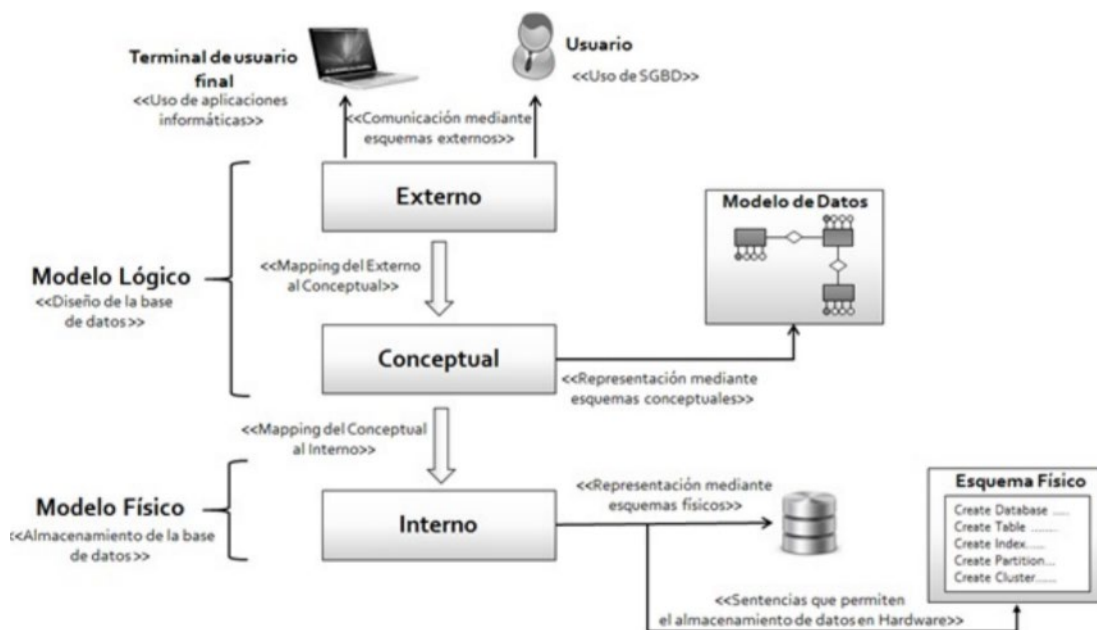 Terminal de usuario
final
<<Uso de aplicaciones
informáticas>>
Usuario
<<Uso de SGBD>>
<<Comunicación mediante
esquemas externos>>
Externo
Modelo de Datos
<<Mapping del Externo
al Conceptual>>
Modelo Lógico
<<Diseño de la base
de datos>>
Conceptual
<<Representación mediante
esquemas conceptuales>>
<<Mapping del Conceptual
al Interno>>
Modelo Físico
<<Almacenamiento de la base
de datos>>
Interno
<<Representación mediante
esquemas físicos>>
Esquema Físico
Create Database .....
Create Table ........
Create Index......
Create Partition...
Create Cluster......
<<Sentencias que permiten
el almacenamiento de datos en Hardware>>